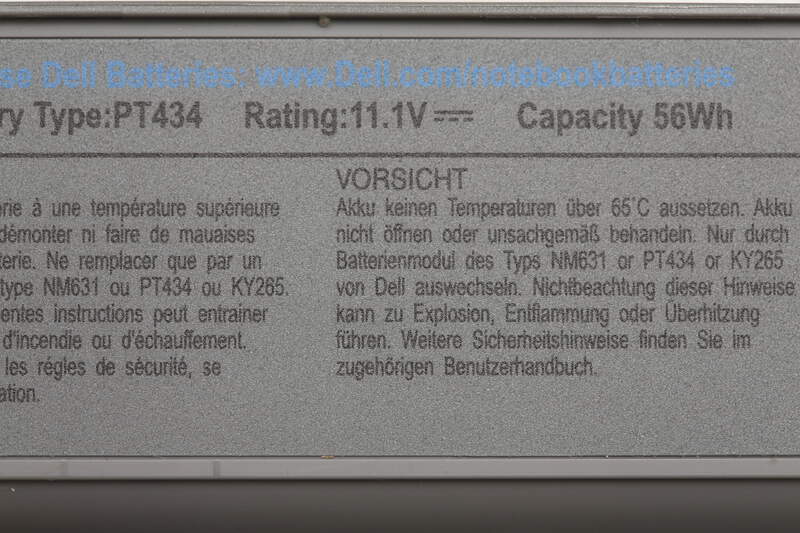 se Dell Batteries: www.Dell.com/notebookbatteries
ry Type:PT434 Rating:11.1V Capacity 56Wh
rie à une température supérieure
démonter ni faire de mauaises
terie. Ne remplacer que par un
type NM631 ou PT434 ou KY265.
entes instructions peut entrainer
d'incendie ou d'échauffement.
les régles de sécurité, se
ation.
VORSICHT
Akku keinen Temperaturen über 65°C aussetzen. Akku
nicht öffnen oder unsachgemäß behandeln. Nur durch
Batterienmodul des Typs NM631 or PT434 or KY265
von Dell auswechseln. Nichtbeachtung dieser Hinweise
kann zu Explosion, Entflammung oder Überhitzung
führen. Weitere Sicherheitshinweise finden Sie im
zugehörigen Benutzerhandbuch.